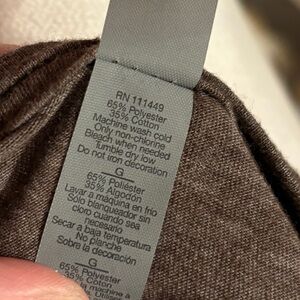 RN 111449
65% Polyester
35% Cotton
Machine wash cold
Only non-chlorine
Bleach when needed
Tumble dry low
Do not iron decoration
G
65% Poliéster
35% Algodón
Lavar a máquina en frío
Sólo blanqueador sin
cloro cuando sea
necesario
Secar a baja temperatura
No planche
Sobre la decoración
G
65% Polyester
35% Coton